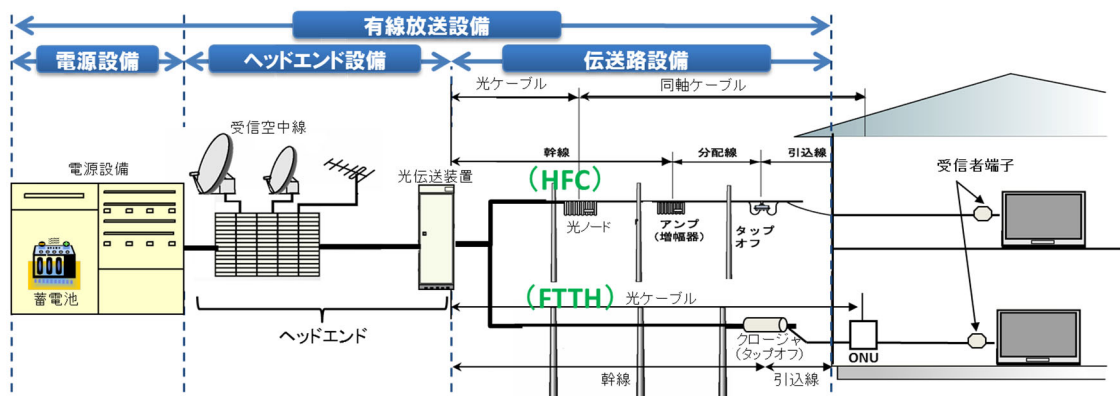 有線放送設備
電源設備
ヘッドエンド設備
伝送路設備
光ケーブル
同軸ケーブル
受信空中線
電源設備
光伝送装置
幹線
分配線
引込線
受信者端子
(HFC)
光ノード
アンプ
(増幅器)
タップ
オフ
蓄電池
(FTTH)
光ケーブル
ヘッドエンド
クロージャ
(タップオフ)
ONU
幹線
引込線